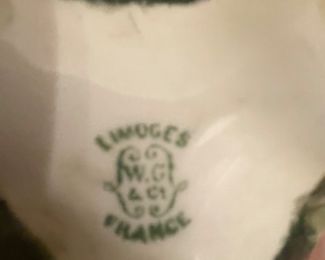 LIMOGES
W.G
& Co
FRANCE